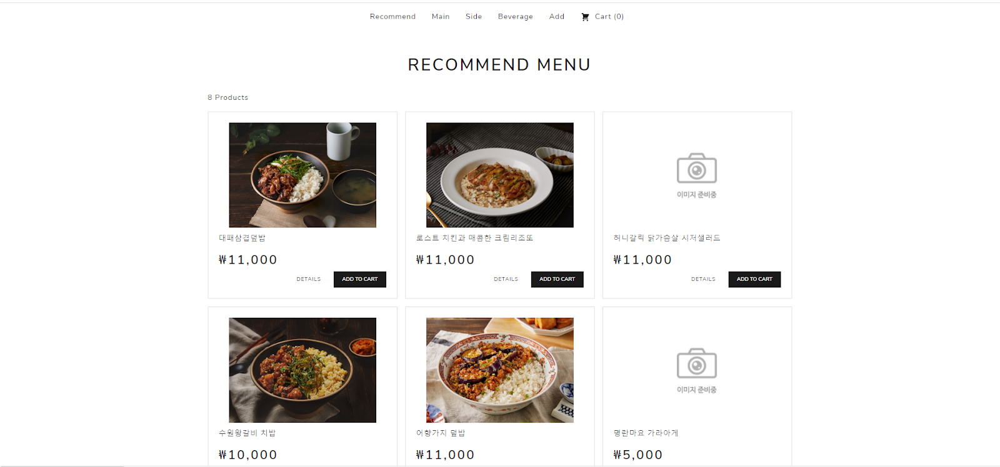 Recommend Main Side Beverage Add Cart (0)
RECOMMEND MENU
8 Products
이미지 준비중
대패삼겹덮밥 로스트 치킨과 매콤한 크림리조또 허니갈릭 닭가슴살 시저샐러드
₩11,000 ₩11,000 ₩11,000
DETAILS ADD TO CART DETAILS ADD TO CART DETAILS ADD TO CART
이미지 준비중
수원왕갈비 치밥 어향가지 덮밥 명란마요 가라아게
₩10,000 ₩11,000 ₩5,000